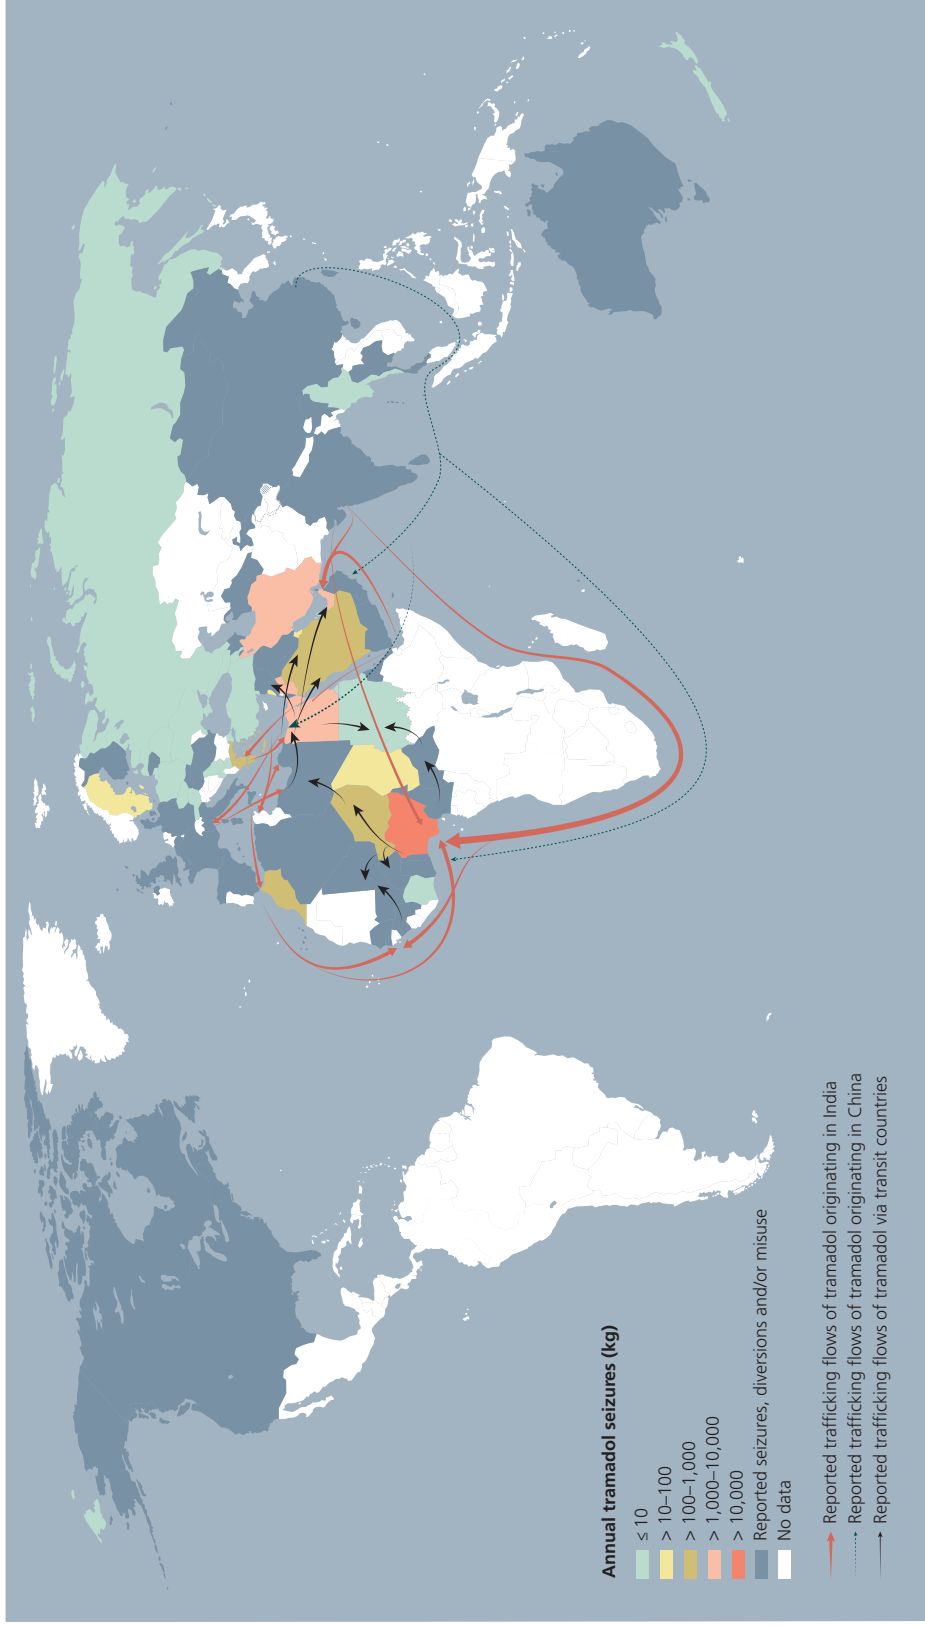 Annual tramadol seizures (kg)
≤ 10
> 10–100
> 100–1,000
> 1,000–10,000
> 10,000
Reported seizures, diversions and/or misuse
No data
Reported trafficking flows of tramadol originating in India
Reported trafficking flows of tramadol originating in China
Reported trafficking flows of tramadol via transit countries